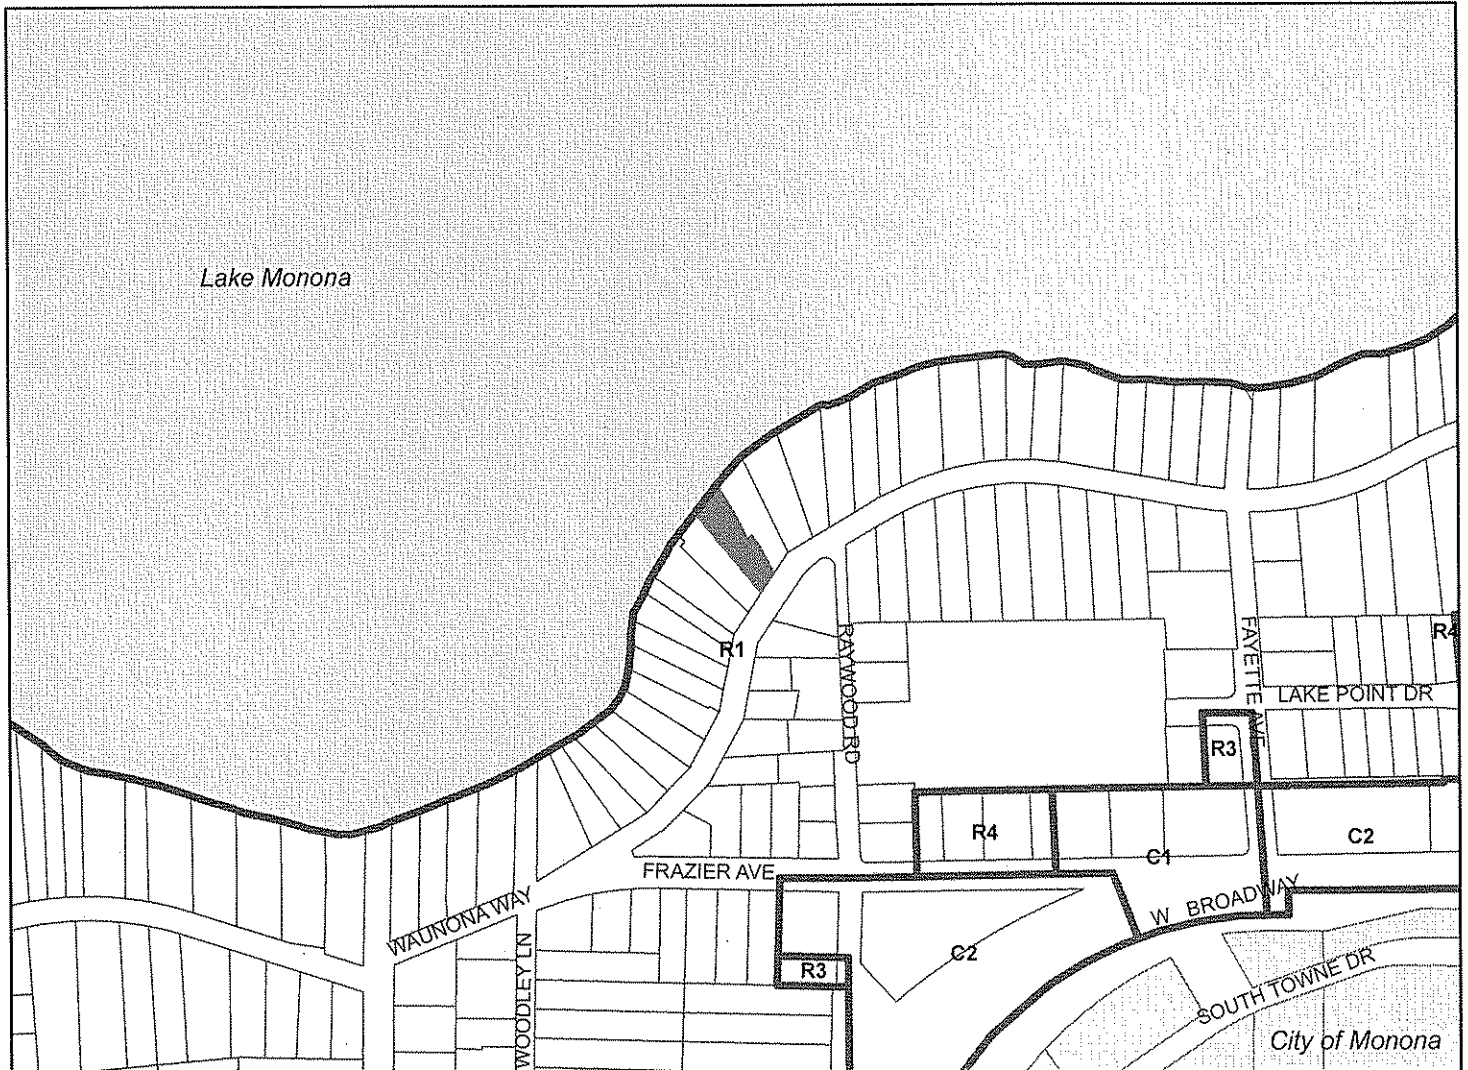 Lake Monona
R1
RAYWOOD RD
FAYETTE AVE
R4
LAKE POINT DR
R3
R4
C1
C2
FRAZIER AVE
WAUNONA WAY
W BROADWAY
WOODLEY LN
R3
C2
SOUTH TOWNE DR
City of Monona